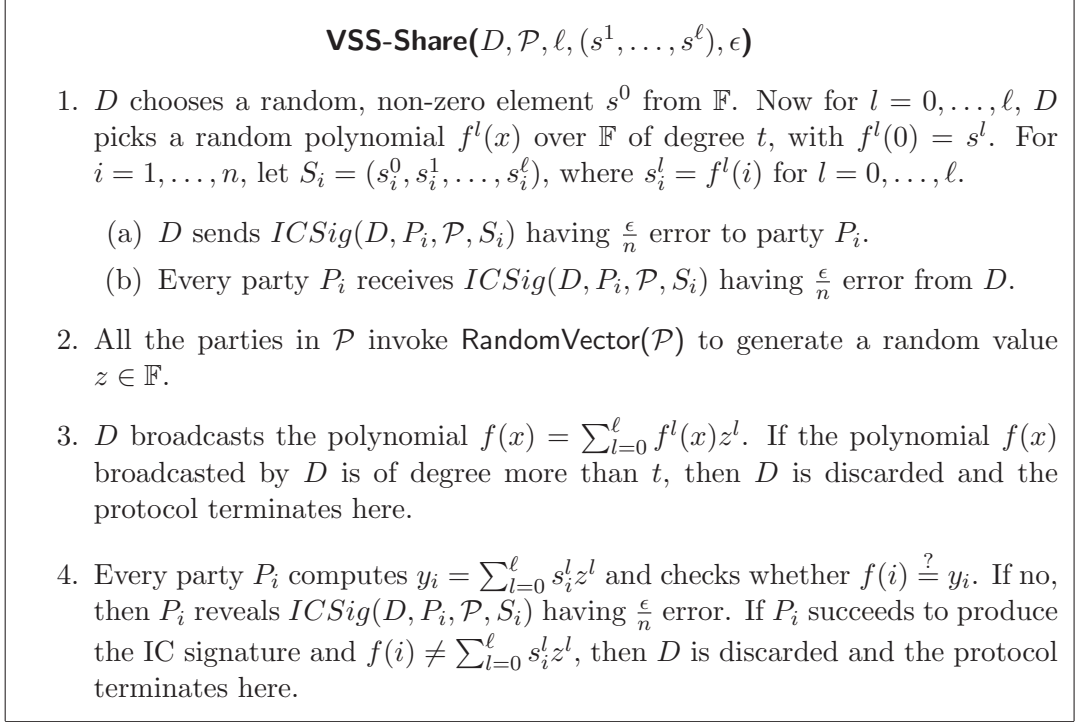 VSS-Share(D, 𝒫, ℓ, (s¹, . . . , s^ℓ), ϵ)
1. D chooses a random, non-zero element s⁰ from 𝔽. Now for l = 0, . . . , ℓ, D
picks a random polynomial f^l(x) over 𝔽 of degree t, with f^l(0) = s^l. For
i = 1, . . . , n, let S_i = (s_i^0, s_i^1, . . . , s_i^ℓ), where s_i^l = f^l(i) for l = 0, . . . , ℓ.
(a) D sends ICSig(D, P_i, 𝒫, S_i) having ϵ/n error to party P_i.
(b) Every party P_i receives ICSig(D, P_i, 𝒫, S_i) having ϵ/n error from D.
2. All the parties in 𝒫 invoke RandomVector(𝒫) to generate a random value
z ∈ 𝔽.
3. D broadcasts the polynomial f(x) = ∑_{l=0}^ℓ f^l(x)z^l. If the polynomial f(x)
broadcasted by D is of degree more than t, then D is discarded and the
protocol terminates here.
4. Every party P_i computes y_i = ∑_{l=0}^ℓ s_i^l z^l and checks whether f(i) ≟ y_i. If no,
then P_i reveals ICSig(D, P_i, 𝒫, S_i) having ϵ/n error. If P_i succeeds to produce
the IC signature and f(i) ≠ ∑_{l=0}^ℓ s_i^l z^l, then D is discarded and the protocol
terminates here.